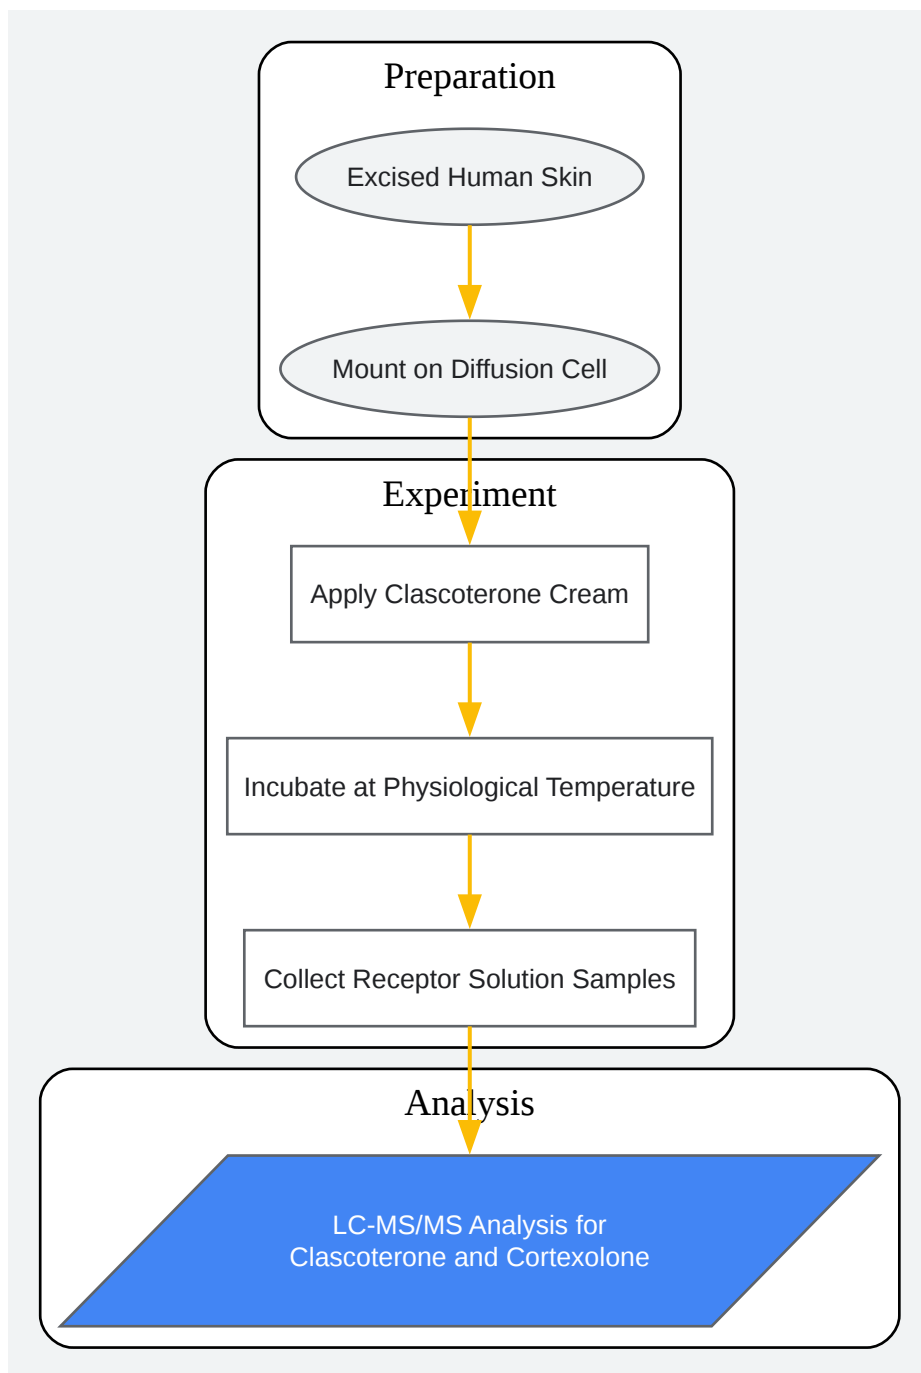 Preparation
Excised Human Skin
Mount on Diffusion Cell
Experiment
Apply Clascoterone Cream
Incubate at Physiological Temperature
Collect Receptor Solution Samples
Analysis
LC-MS/MS Analysis for
Clascoterone and Cortexolone